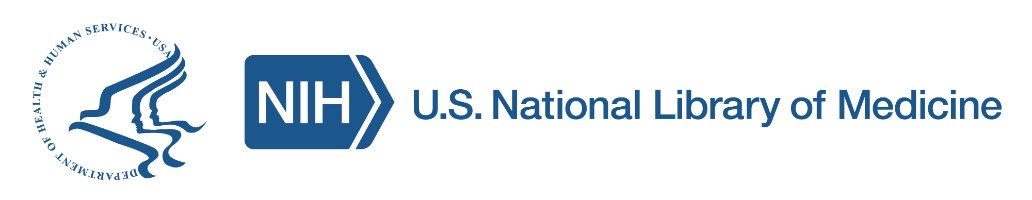 DEPARTMENT OF HEALTH & HUMAN SERVICES · USA
NIH
U.S. National Library of Medicine